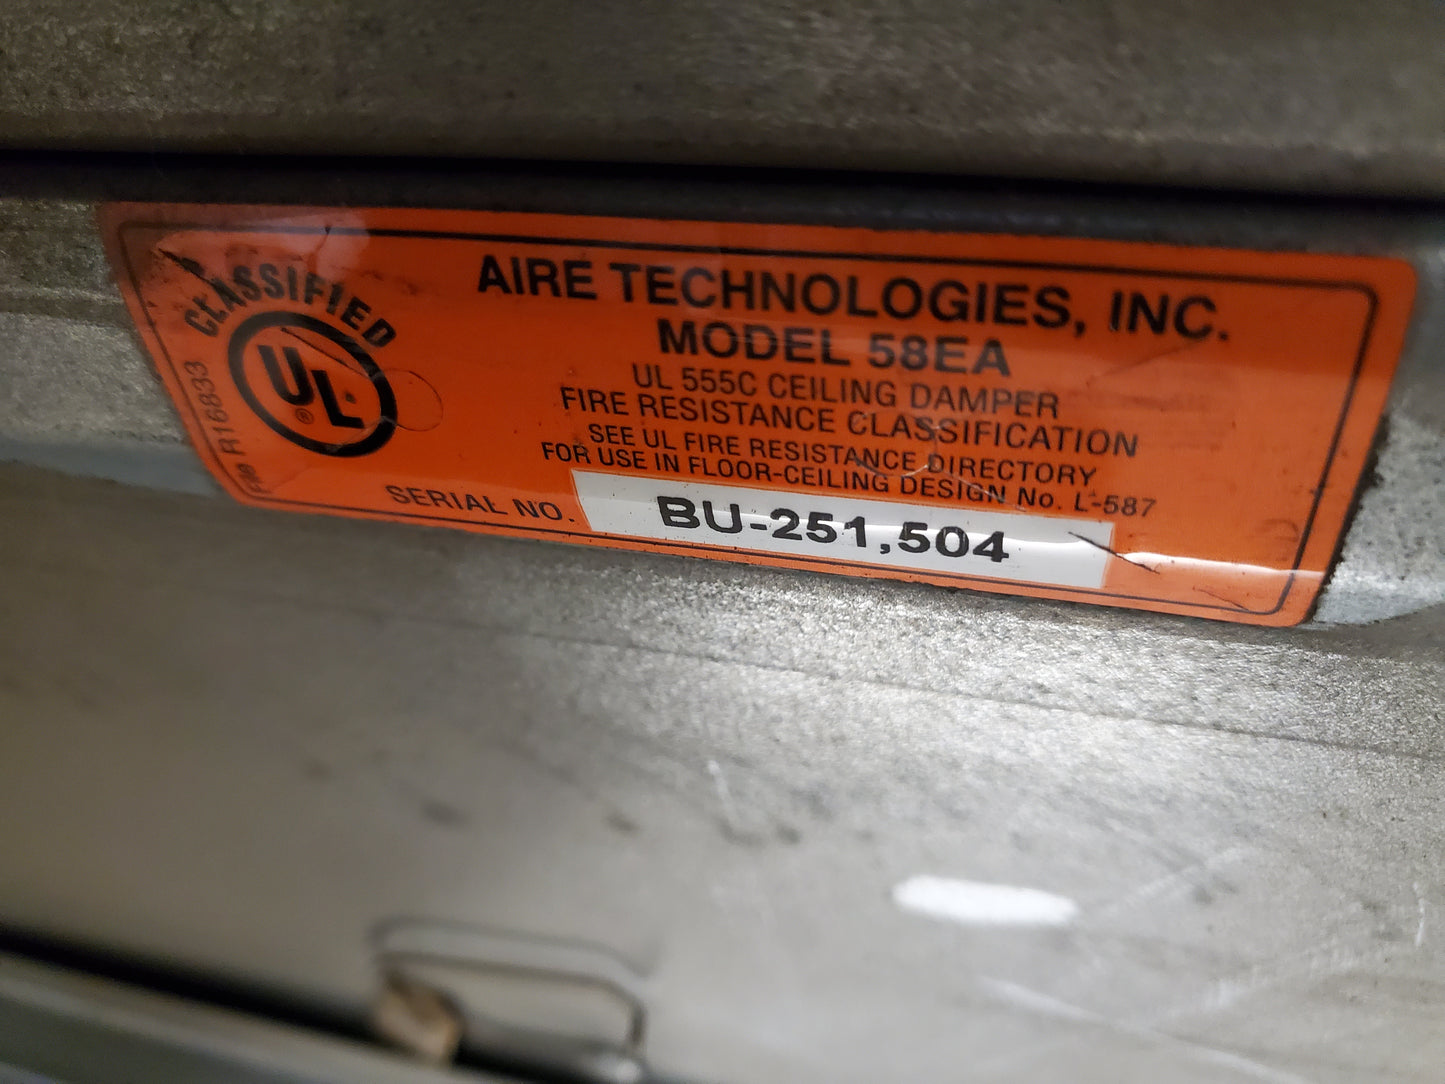 CLASSIFIED
UL®
File R16833
AIRE TECHNOLOGIES, INC.
MODEL 58EA
UL 555C CEILING DAMPER
FIRE RESISTANCE CLASSIFICATION
SEE UL FIRE RESISTANCE DIRECTORY
FOR USE IN FLOOR-CEILING DESIGN No. L-587
SERIAL NO. BU-251,504